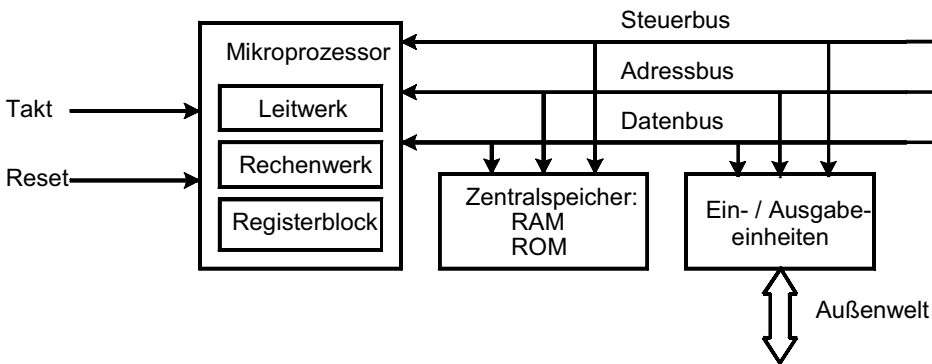 Steuerbus
Mikroprozessor
Adressbus
Takt
Leitwerk
Datenbus
Rechenwerk
Reset
Zentralspeicher:
RAM
ROM
Ein- / Ausgabe-
einheiten
Registerblock
Außenwelt